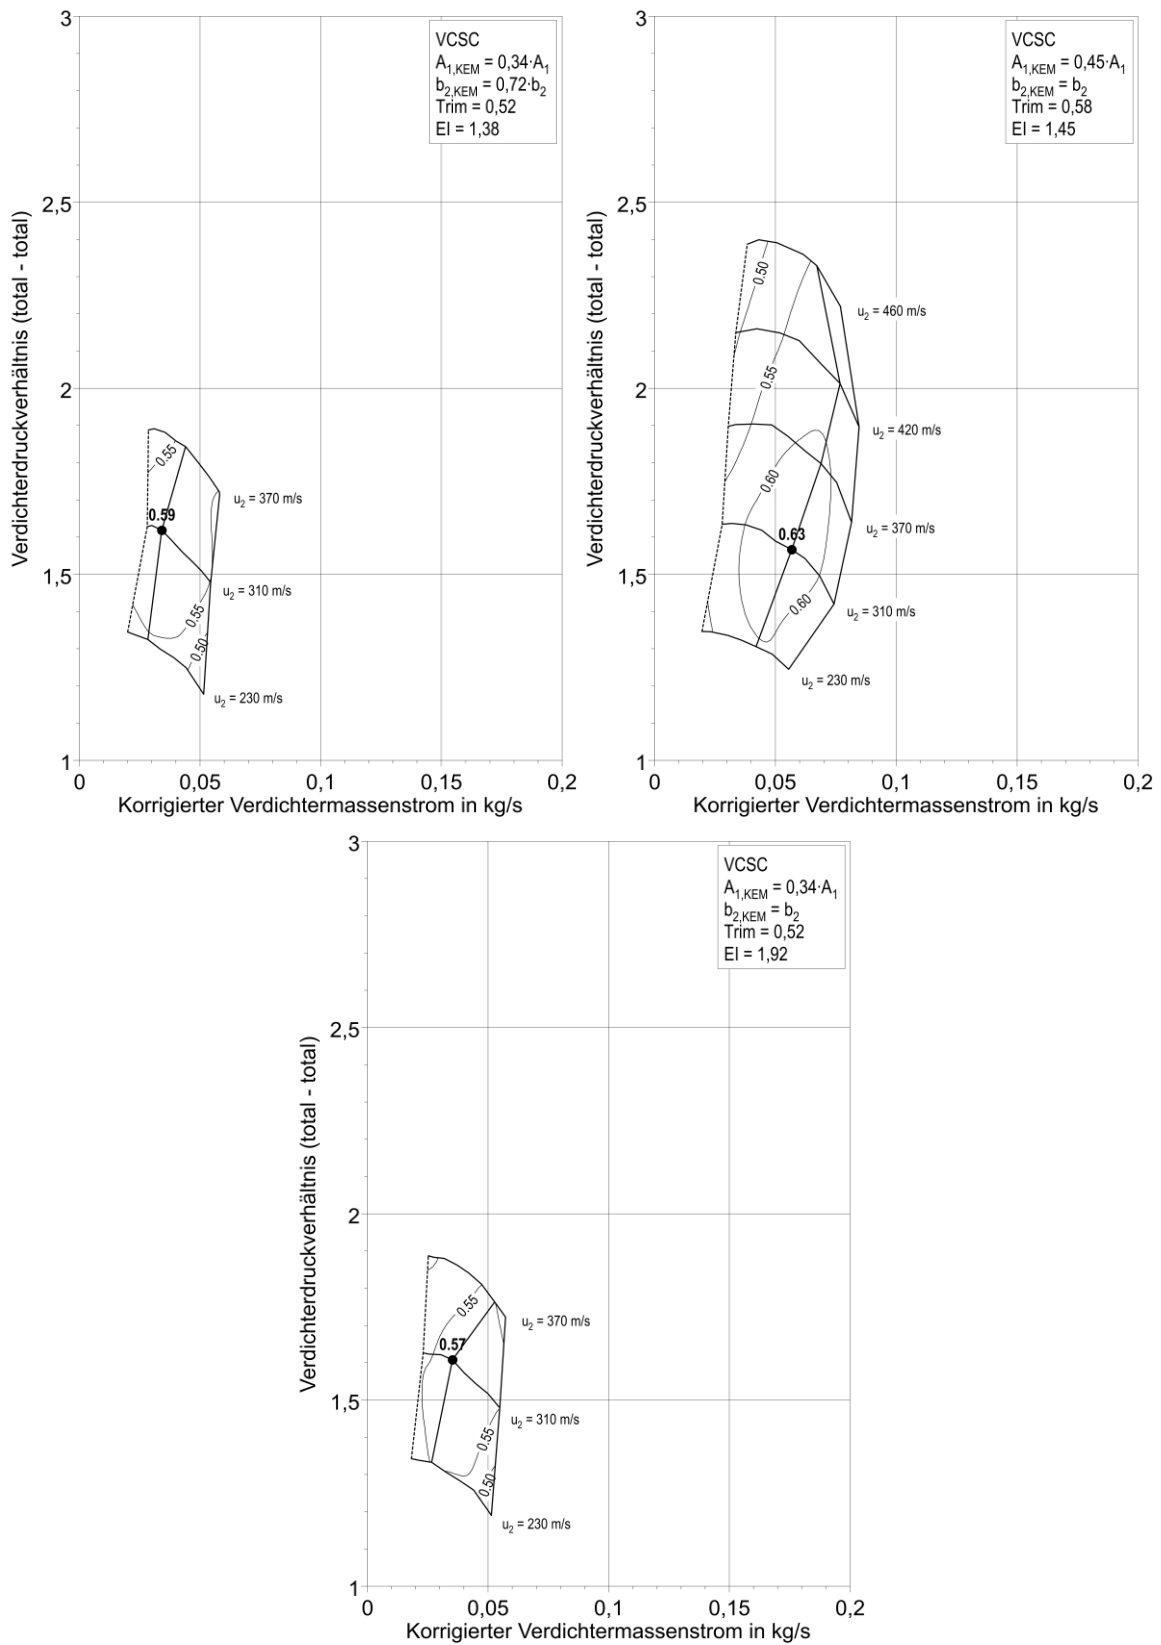 3
2,5
2
1,5
1
0
0,05
0,1
0,15
0,2
Verdichterdruckverhältnis (total - total)
Korrigierter Verdichtermassenstrom in kg/s
VCSC
A1,KEM = 0,34·A1
b2,KEM = 0,72·b2
Trim = 0,52
EI = 1,38
0.55
0.59
0.55
0.50
u2 = 370 m/s
u2 = 310 m/s
u2 = 230 m/s
3
2,5
2
1,5
1
0
0,05
0,1
0,15
0,2
Verdichterdruckverhältnis (total - total)
Korrigierter Verdichtermassenstrom in kg/s
VCSC
A1,KEM = 0,45·A1
b2,KEM = b2
Trim = 0,58
EI = 1,45
0.50
0.55
0.60
0.63
0.60
u2 = 460 m/s
u2 = 420 m/s
u2 = 370 m/s
u2 = 310 m/s
u2 = 230 m/s
3
2,5
2
1,5
1
0
0,05
0,1
0,15
0,2
Verdichterdruckverhältnis (total - total)
Korrigierter Verdichtermassenstrom in kg/s
VCSC
A1,KEM = 0,34·A1
b2,KEM = b2
Trim = 0,52
EI = 1,92
0.55
0.57
0.55
0.50
u2 = 370 m/s
u2 = 310 m/s
u2 = 230 m/s